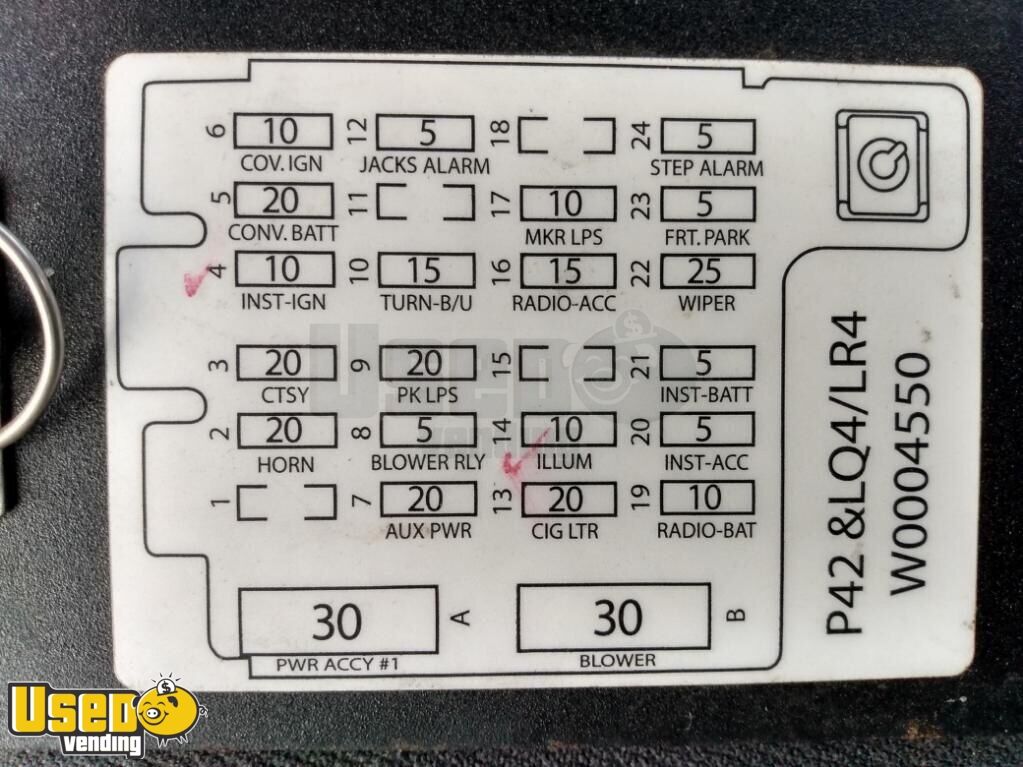 6 10 12 5 18 24 5
COV. IGN JACKS ALARM STEP ALARM
5 20 11 17 10 23 5
CONV. BATT MKR LPS FRT. PARK
4 10 10 15 16 15 22 25
INST-IGN TURN-B/U RADIO-ACC WIPER
3 20 9 20 15 21 5
CTSY PK LPS INST-BATT
2 20 8 5 14 10 20 5
HORN BLOWER RLY ILLUM INST-ACC
1 7 20 13 20 19 10
AUX PWR CIG LTR RADIO-BAT
30 A 30 B
PWR ACCY #1 BLOWER
P42 &LQ4/LR4
W0004550
USED
vending
USED
vending